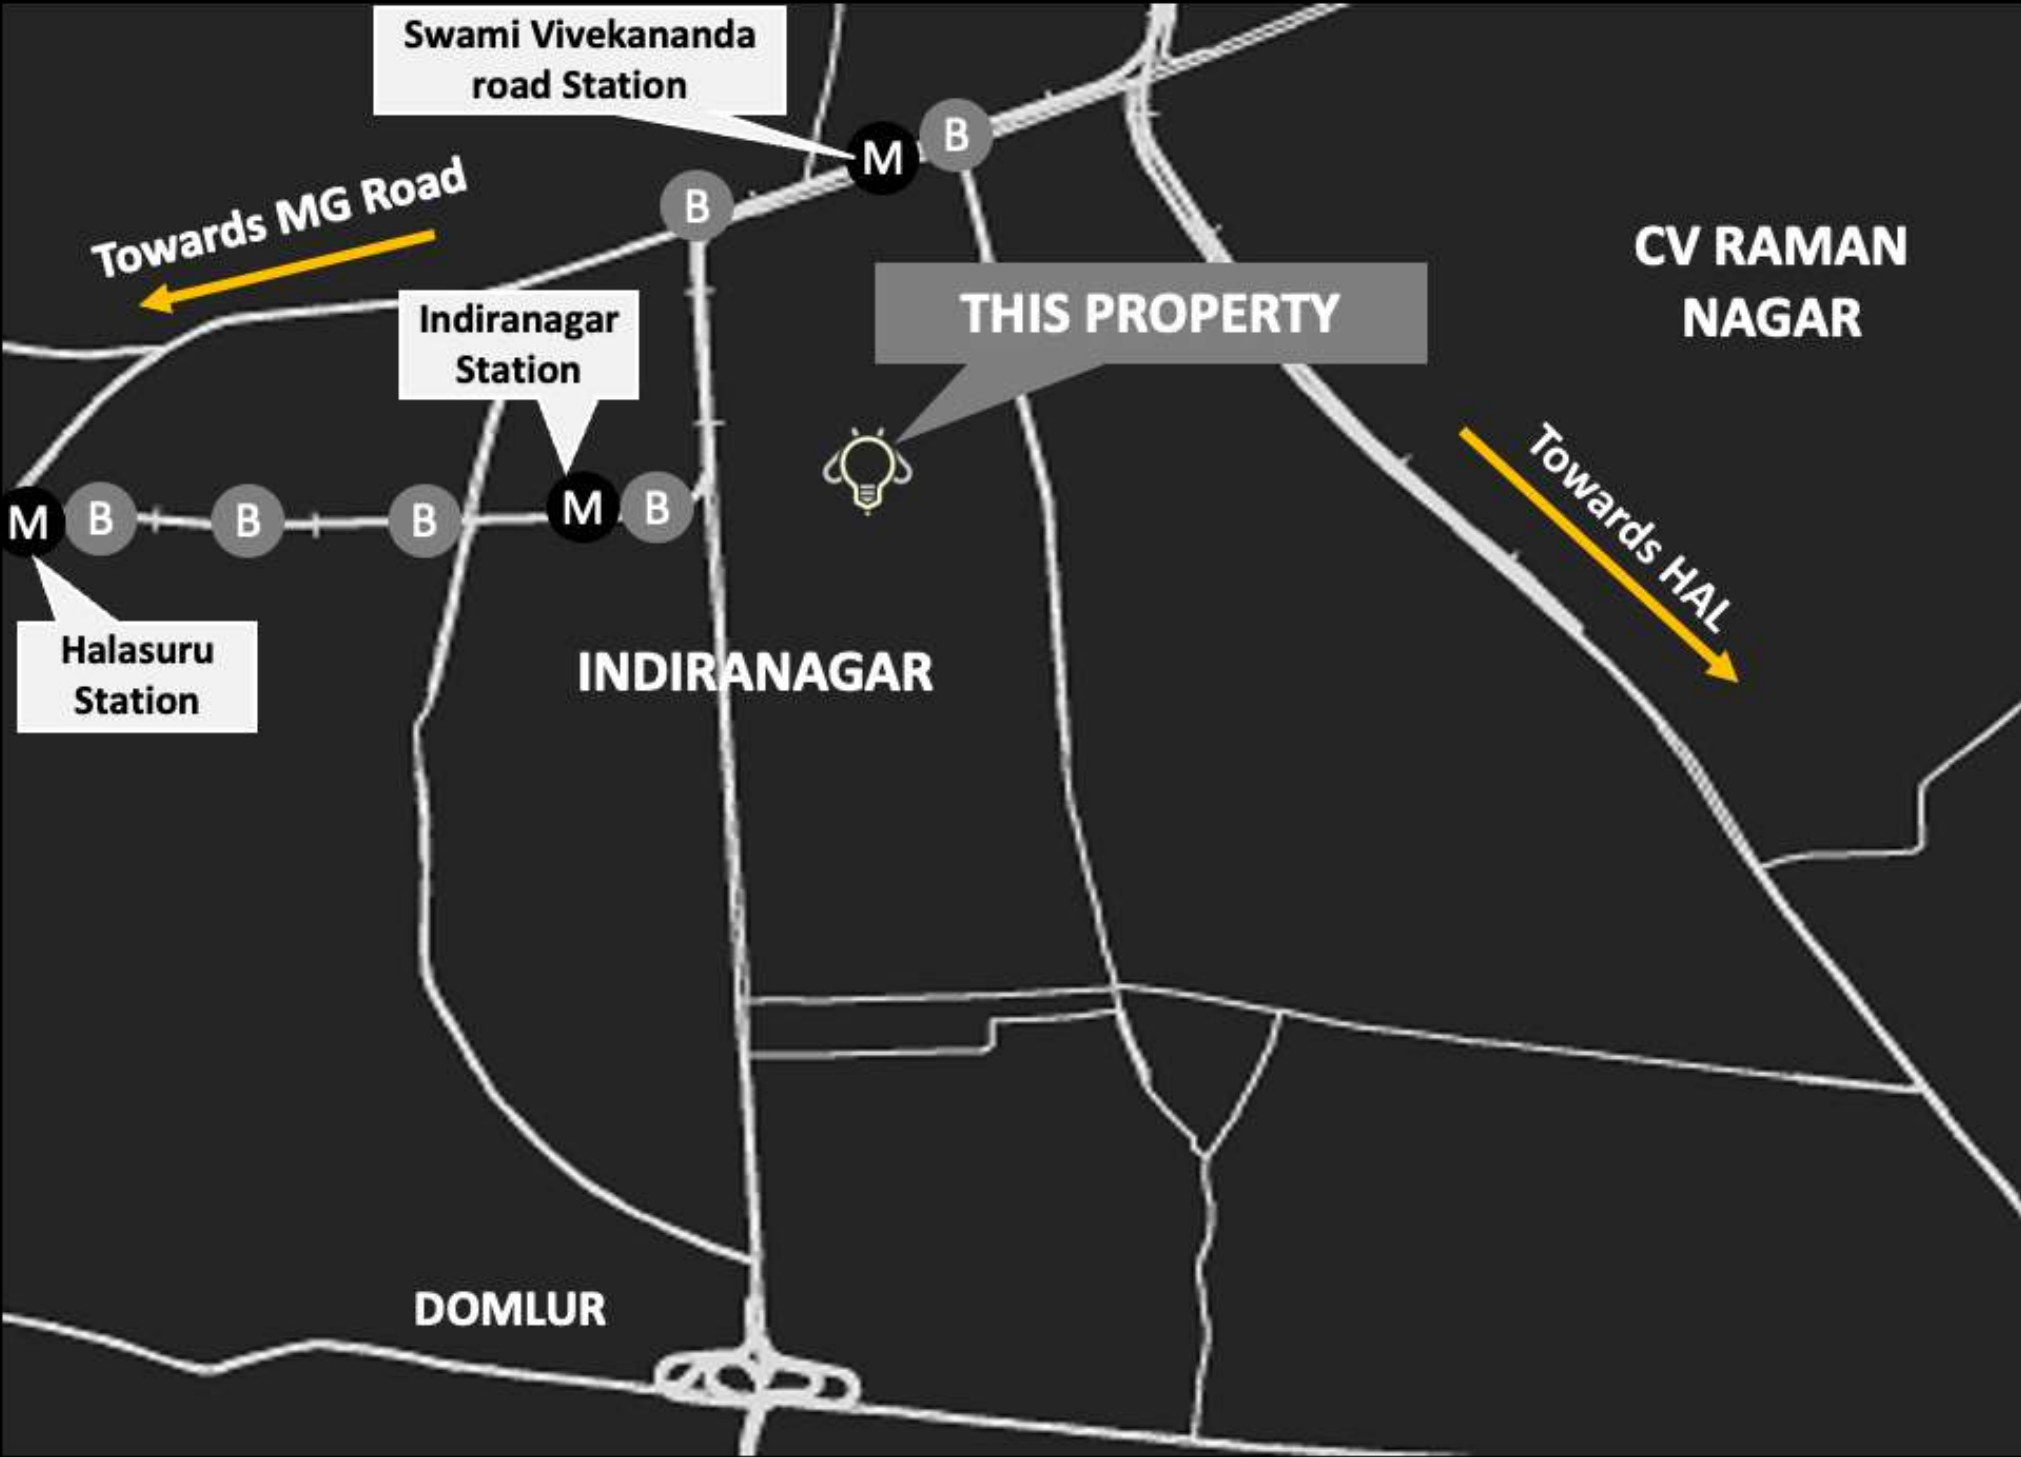 Swami Vivekananda
road Station
M
B
B
Towards MG Road
CV RAMAN
NAGAR
THIS PROPERTY
Indiranagar
Station
Towards HAL
M
B
B
B
M
B
Halasuru
Station
INDIRANAGAR
DOMLUR